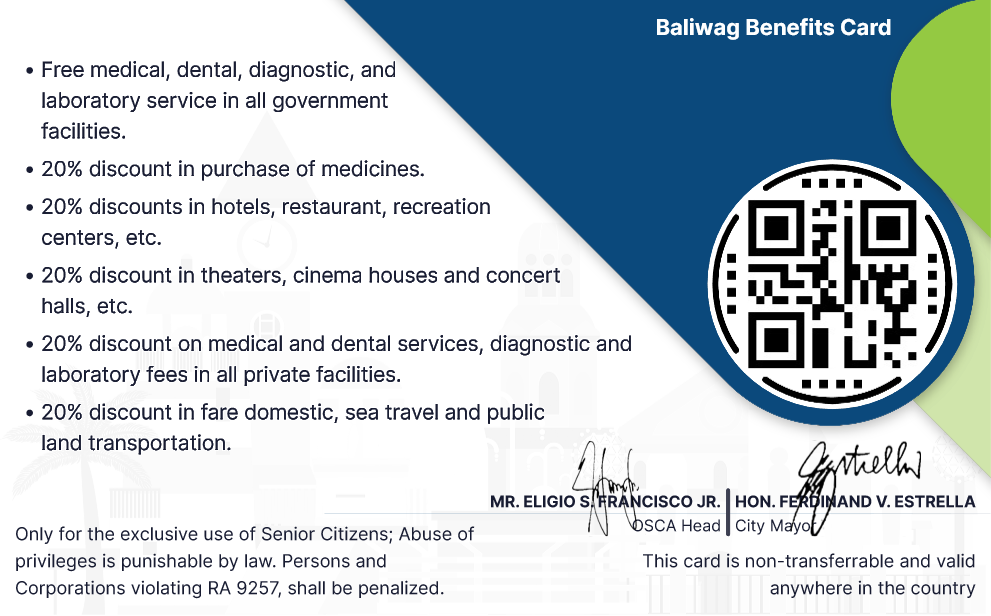 Baliwag Benefits Card
• Free medical, dental, diagnostic, and
laboratory service in all government
facilities.
• 20% discount in purchase of medicines.
• 20% discounts in hotels, restaurant, recreation
centers, etc.
• 20% discount in theaters, cinema houses and concert
halls, etc.
• 20% discount on medical and dental services, diagnostic and
laboratory fees in all private facilities.
• 20% discount in fare domestic, sea travel and public
land transportation.
MR. ELIGIO S. FRANCISCO JR.
OSCA Head
HON. FERDINAND V. ESTRELLA
City Mayor
Only for the exclusive use of Senior Citizens; Abuse of
privileges is punishable by law. Persons and
Corporations violating RA 9257, shall be penalized.
This card is non-transferrable and valid
anywhere in the country